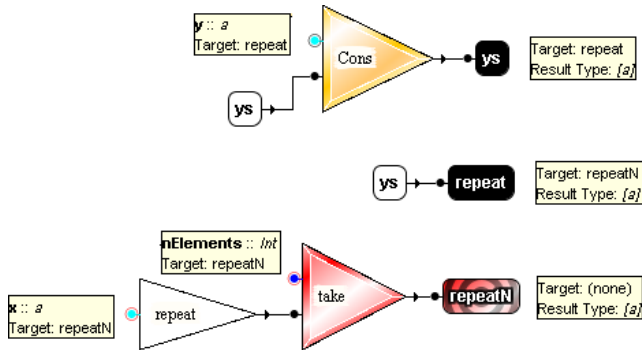 y :: a
Target: repeat
Cons
ys
Target: repeat
Result Type: [a]
ys
ys
repeat
Target: repeatN
Result Type: [a]
nElements :: Int
Target: repeatN
take
repeatN
Target: (none)
Result Type: [a]
x :: a
Target: repeatN
repeat